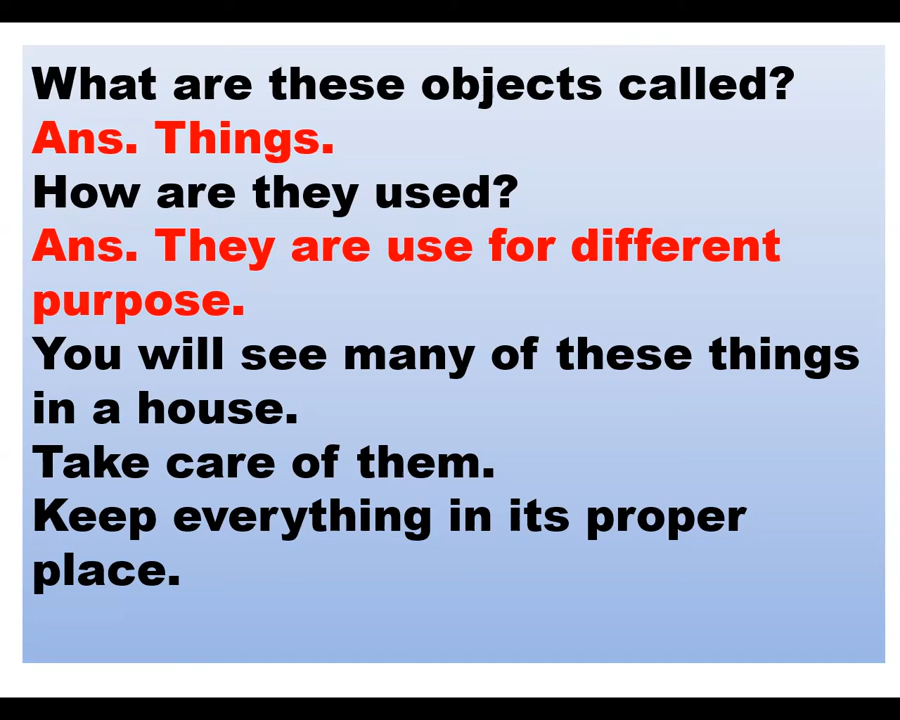 What are these objects called?
Ans. Things.
How are they used?
Ans. They are use for different
purpose.
You will see many of these things
in a house.
Take care of them.
Keep everything in its proper
place.